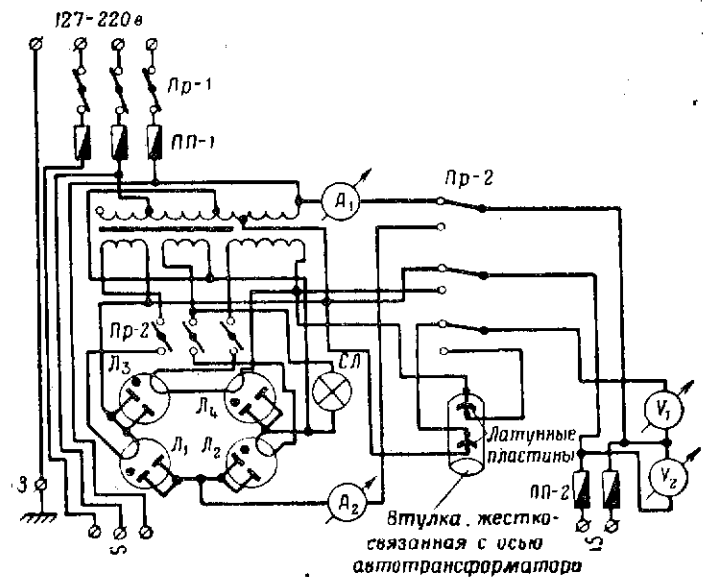 127-220 в
Пр-1
ПП-1
А₁
Пр-2
Пр-2
Л₃
СЛ
Л₄
V₁
Л₁
Л₂
Латунные
пластины
V₂
З
ПП-2
А₂
Втулка, жестко-
связанная с осью
автотрансформатора